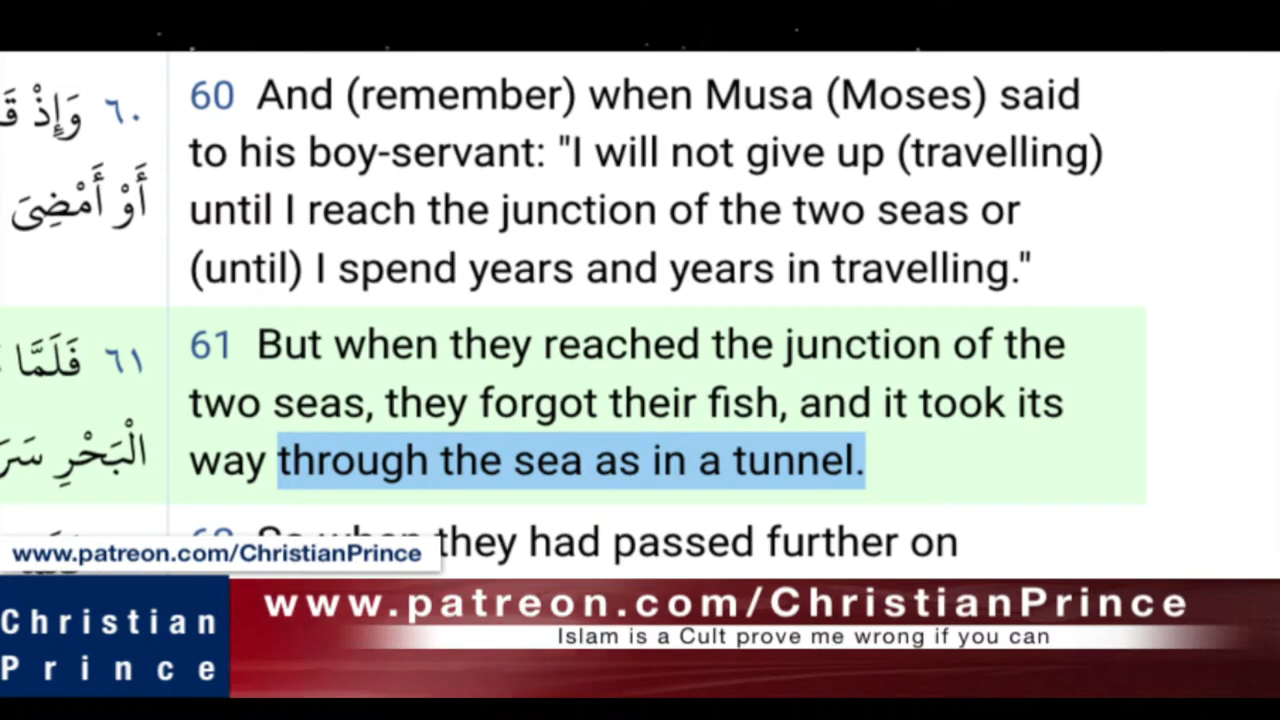 ٦٠ وَإِذْ
60 And (remember) when Musa (Moses) said
to his boy-servant: "I will not give up (travelling)
أَوْ أَمْضِىَ
until I reach the junction of the two seas or
(until) I spend years and years in travelling."
٦١ فَلَمَّا
61 But when they reached the junction of the
two seas, they forgot their fish, and it took its
الْبَحْرِ
way through the sea as in a tunnel.
they had passed further on
www.patreon.com/ChristianPrince
www.patreon.com/ChristianPrince
Islam is a Cult prove me wrong if you can
Christian
Prince